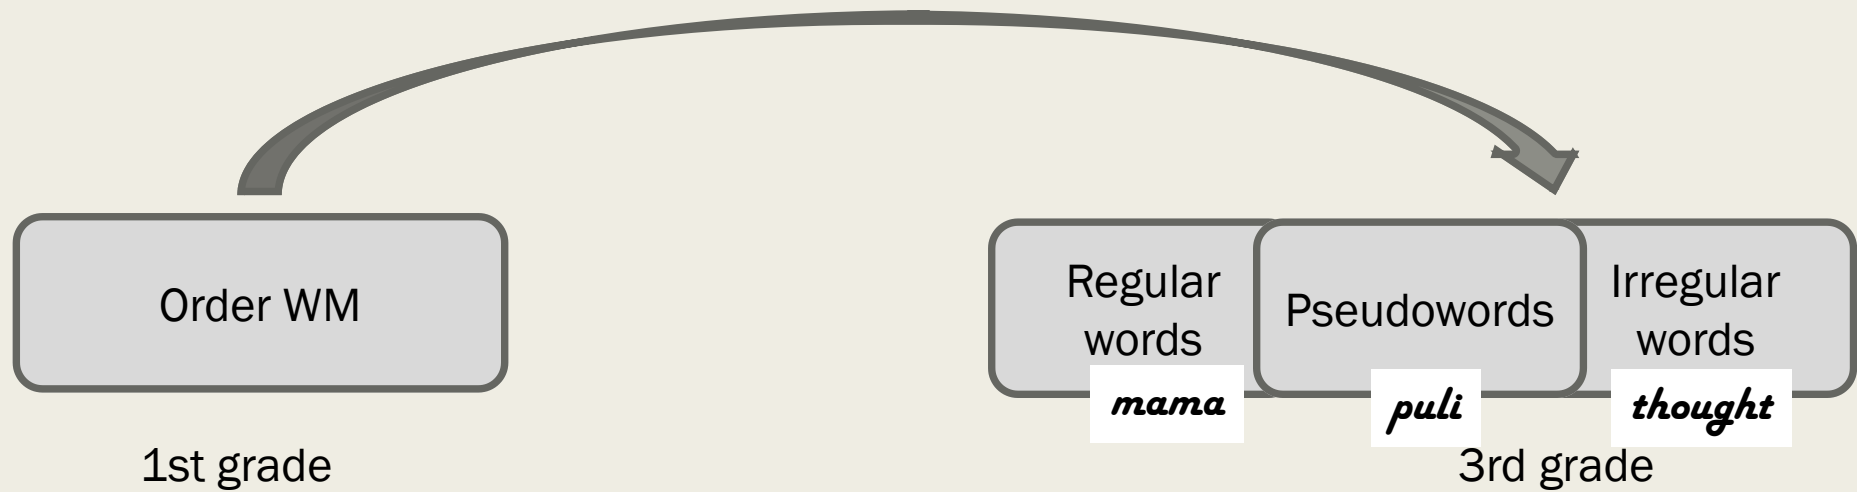 Order WM
1st grade
Regular
words
mama
Pseudowords
puli
Irregular
words
thought
3rd grade